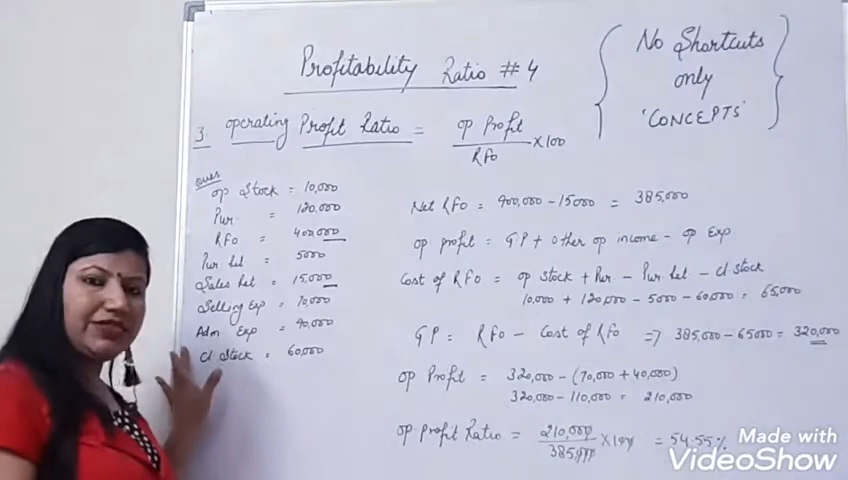 Profitability Ratio # 4
{ No Shortcuts only 'CONCEPTS' }
3 operating Profit Ratio = op Profit / RFO × 100
Ques
op Stock = 10,000
Pur = 120,000
RFO = 400,000
Pur Ret = 5000
Sales Ret = 15,000
Selling Exp = 70,000
Adm Exp = 40,000
Cl Stock = 60,000
Net RFO = 400,000 - 15000 = 385,000
op profit = G.P + other op income - op Exp
Cost of RFO = op Stock + Pur - Pur Ret - cl Stock
10,000 + 120,000 - 5000 - 60,000 = 65,000
GP = RFO - Cost of RFO => 385,000 - 65000 = 320,000
op Profit = 320,000 - (70,000 + 40,000)
320,000 - 110,000 = 210,000
op Profit Ratio = 210,000 / 385,000 × 100 = 54.55%
Made with
VideoShow